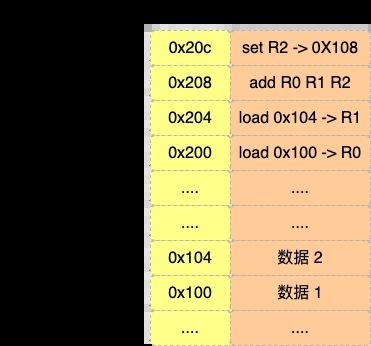 0x20c set R2 -> 0X108
0x208 add R0 R1 R2
0x204 load 0x104 -> R1
0x200 load 0x100 -> R0
.... ....
.... ....
0x104 数据 2
0x100 数据 1
.... ....